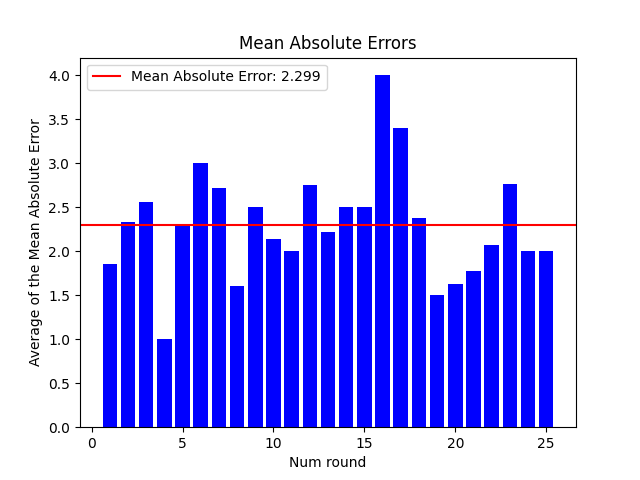 Mean Absolute Errors
Mean Absolute Error: 2.299
Average of the Mean Absolute Error
4.0
3.5
3.0
2.5
2.0
1.5
1.0
0.5
0.0
0 5 10 15 20 25
Num round